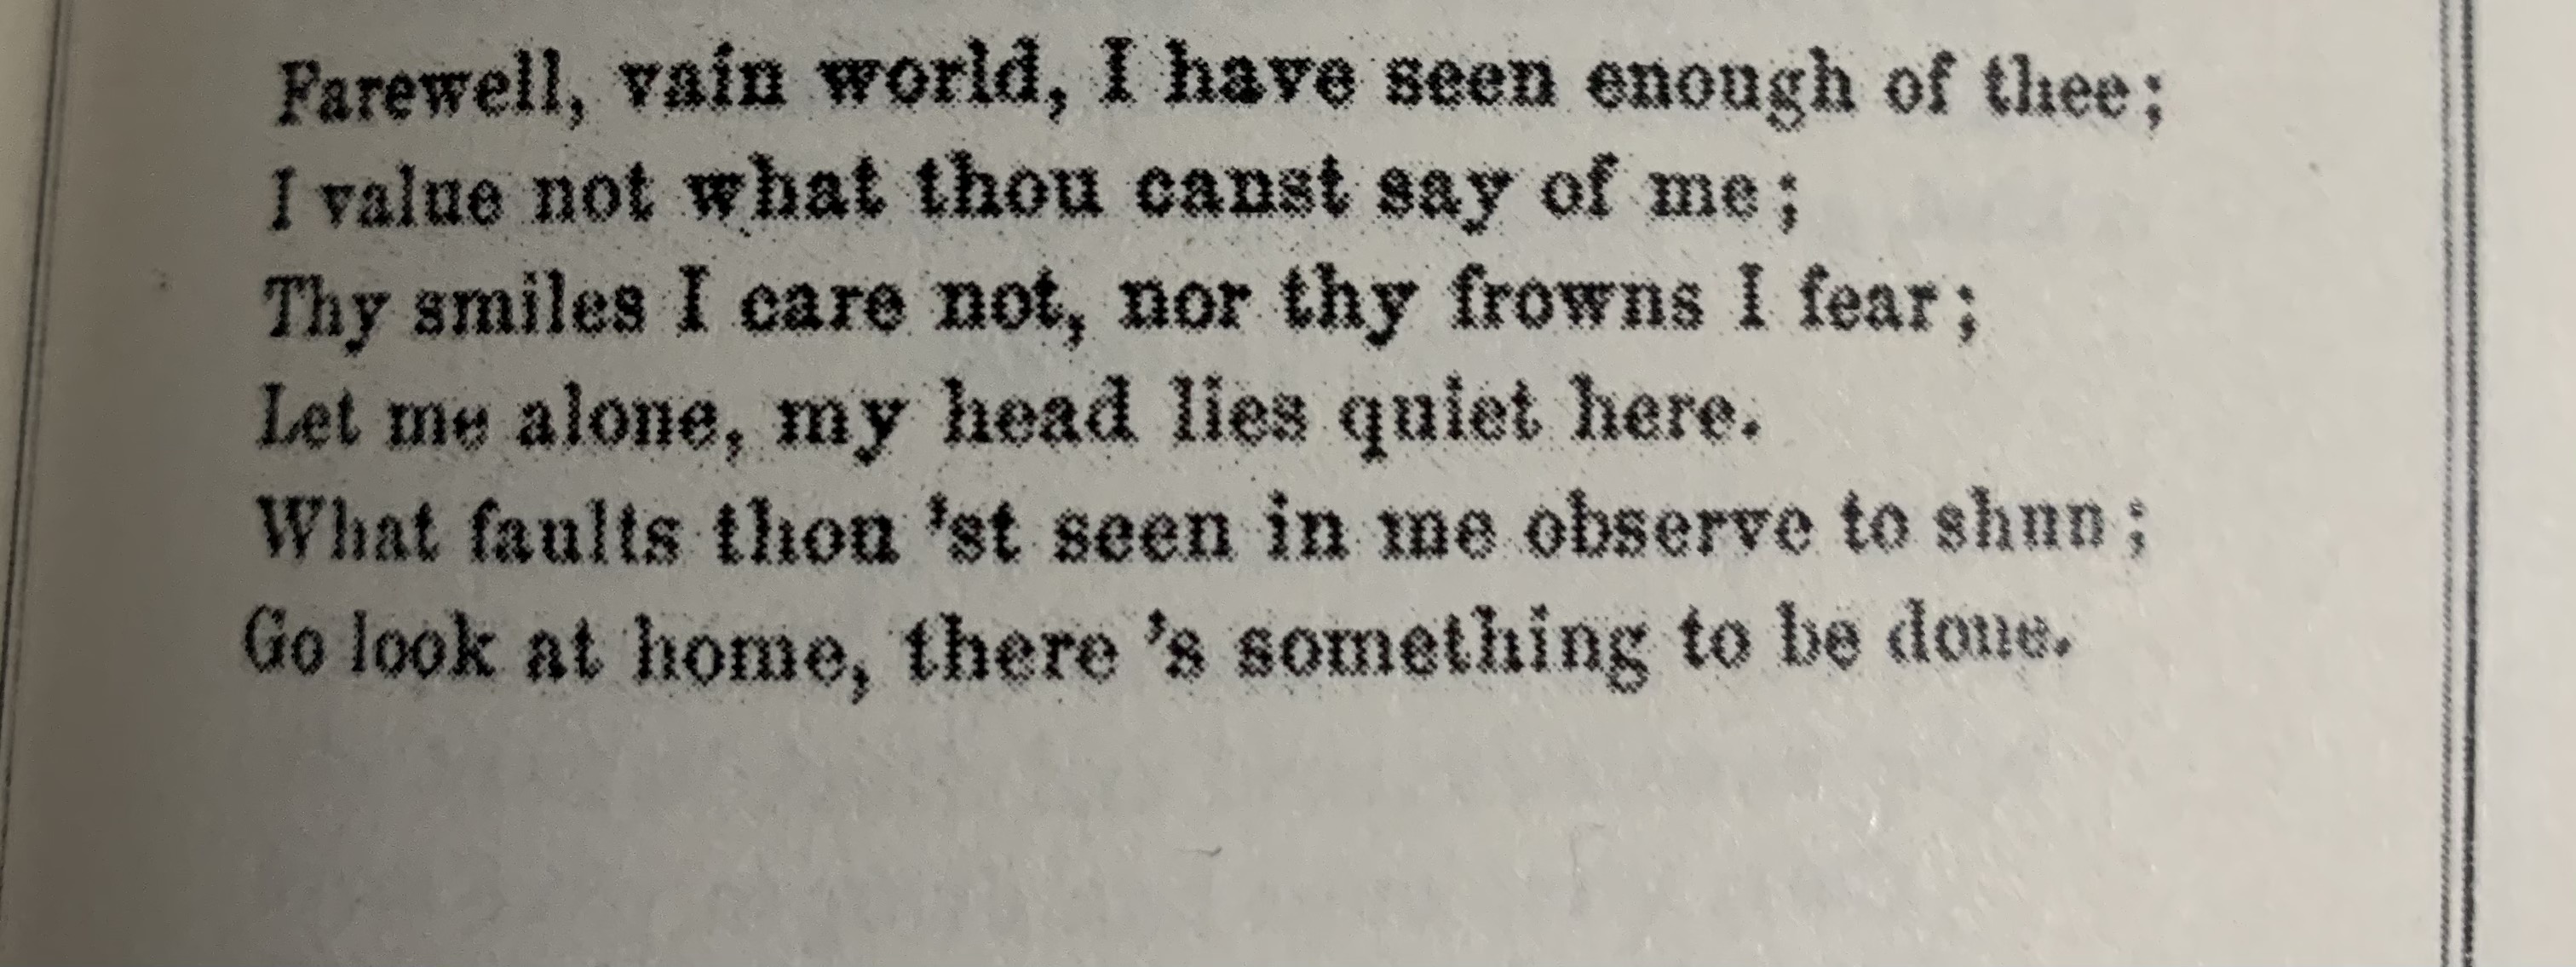 Farewell, vain world, I have seen enough of thee;
I value not what thou canst say of me;
Thy smiles I care not, nor thy frowns I fear;
Let me alone, my head lies quiet here.
What faults thou 'st seen in me observe to shun;
Go look at home, there 's something to be done.